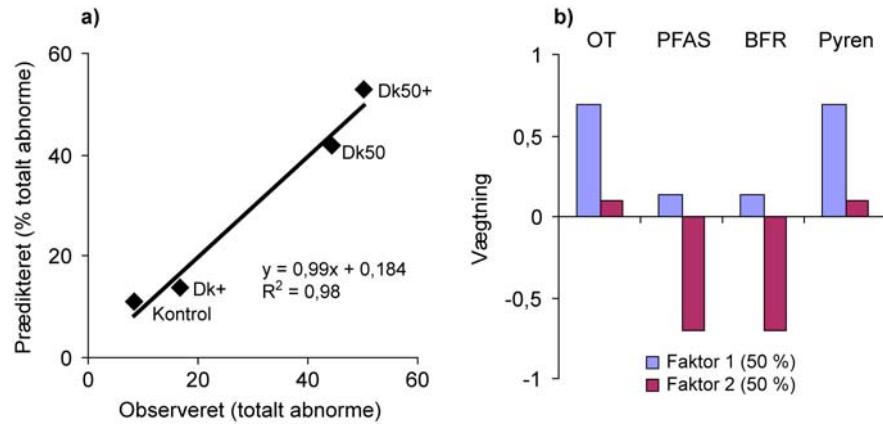 a)
Prædikteret (% totalt abnorme)
60
40
20
0
Dk50+
Dk50
y = 0,99x + 0,184
R² = 0,98
Dk+
Kontrol
0 20 40 60
Observeret (totalt abnorme)
b)
OT PFAS BFR Pyren
Vægtning
1
0,5
0
-0,5
-1
Faktor 1 (50 %)
Faktor 2 (50 %)